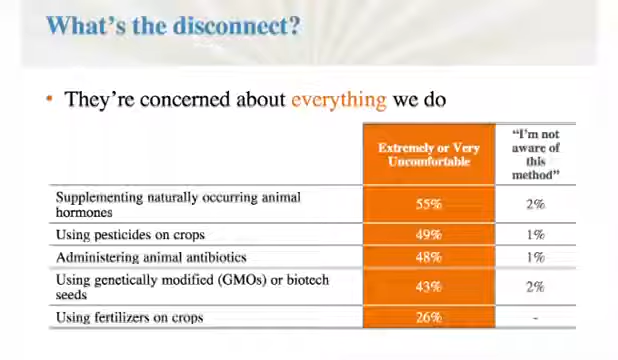 What's the disconnect?
• They're concerned about everything we do
Extremely or Very
Uncomfortable
"I'm not
aware of
this
method"
Supplementing naturally occurring animal
hormones
55%
2%
Using pesticides on crops
49%
1%
Administering animal antibiotics
48%
1%
Using genetically modified (GMOs) or biotech
seeds
43%
2%
Using fertilizers on crops
26%
-